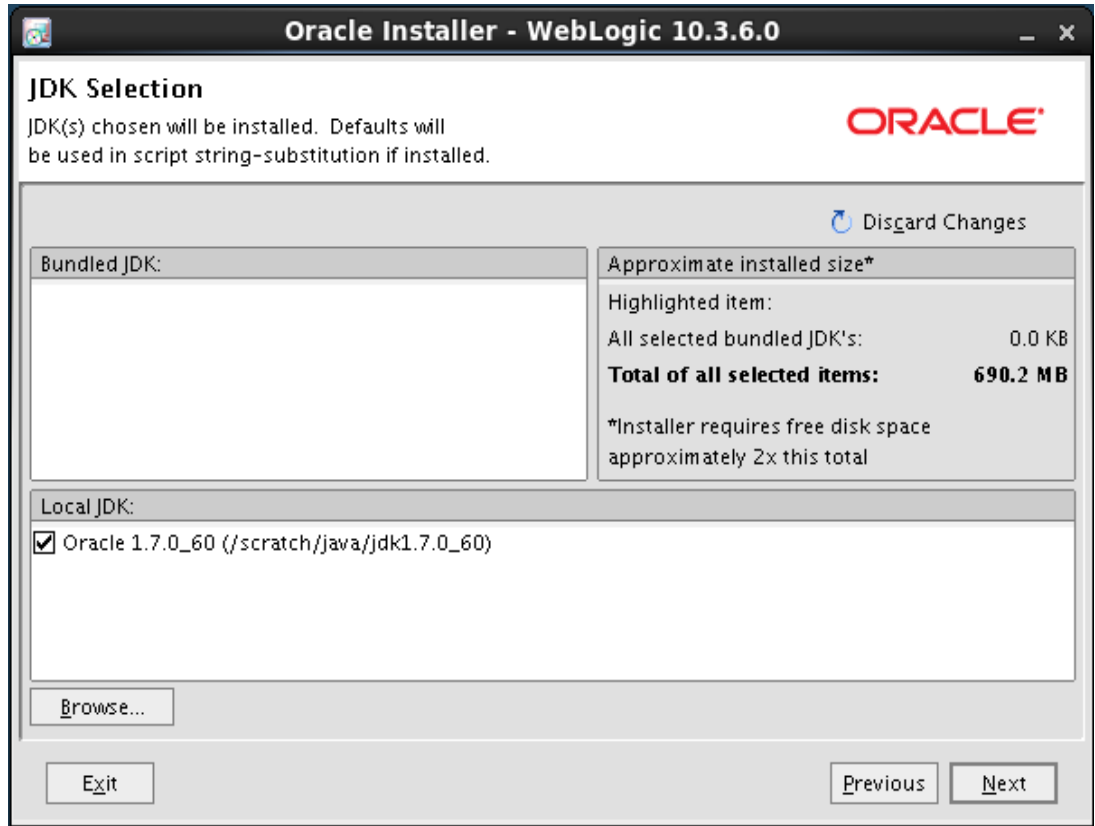 Oracle Installer - WebLogic 10.3.6.0
JDK Selection
JDK(s) chosen will be installed. Defaults will
be used in script string-substitution if installed.
ORACLE
Discard Changes
Bundled JDK:
Approximate installed size*
Highlighted item:
All selected bundled JDK's: 0.0 KB
Total of all selected items: 690.2 MB
*Installer requires free disk space
approximately 2x this total
Local JDK:
Oracle 1.7.0_60 (/scratch/java/jdk1.7.0_60)
Browse...
Exit
Previous
Next